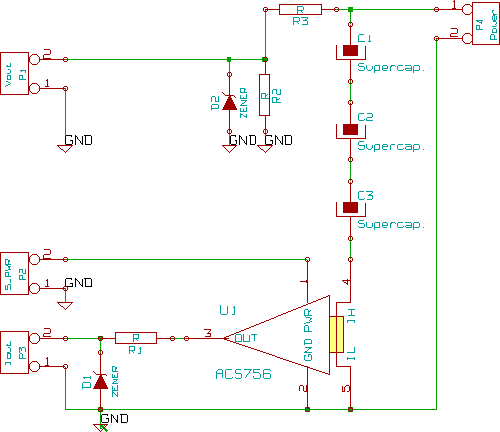 1
P4
Power
2
R
R3
C1
Supercap.
2
Vout
P1
1
D2
ZENER
R
R2
GND
GND
GND
C2
Supercap.
C3
Supercap.
2
S_PWR
P2
1
GND
1
4
U1
GND PWR
IH
IL
2
Iout
P3
1
R
R1
3
OUT
ACS756
D1
ZENER
2
5
GND